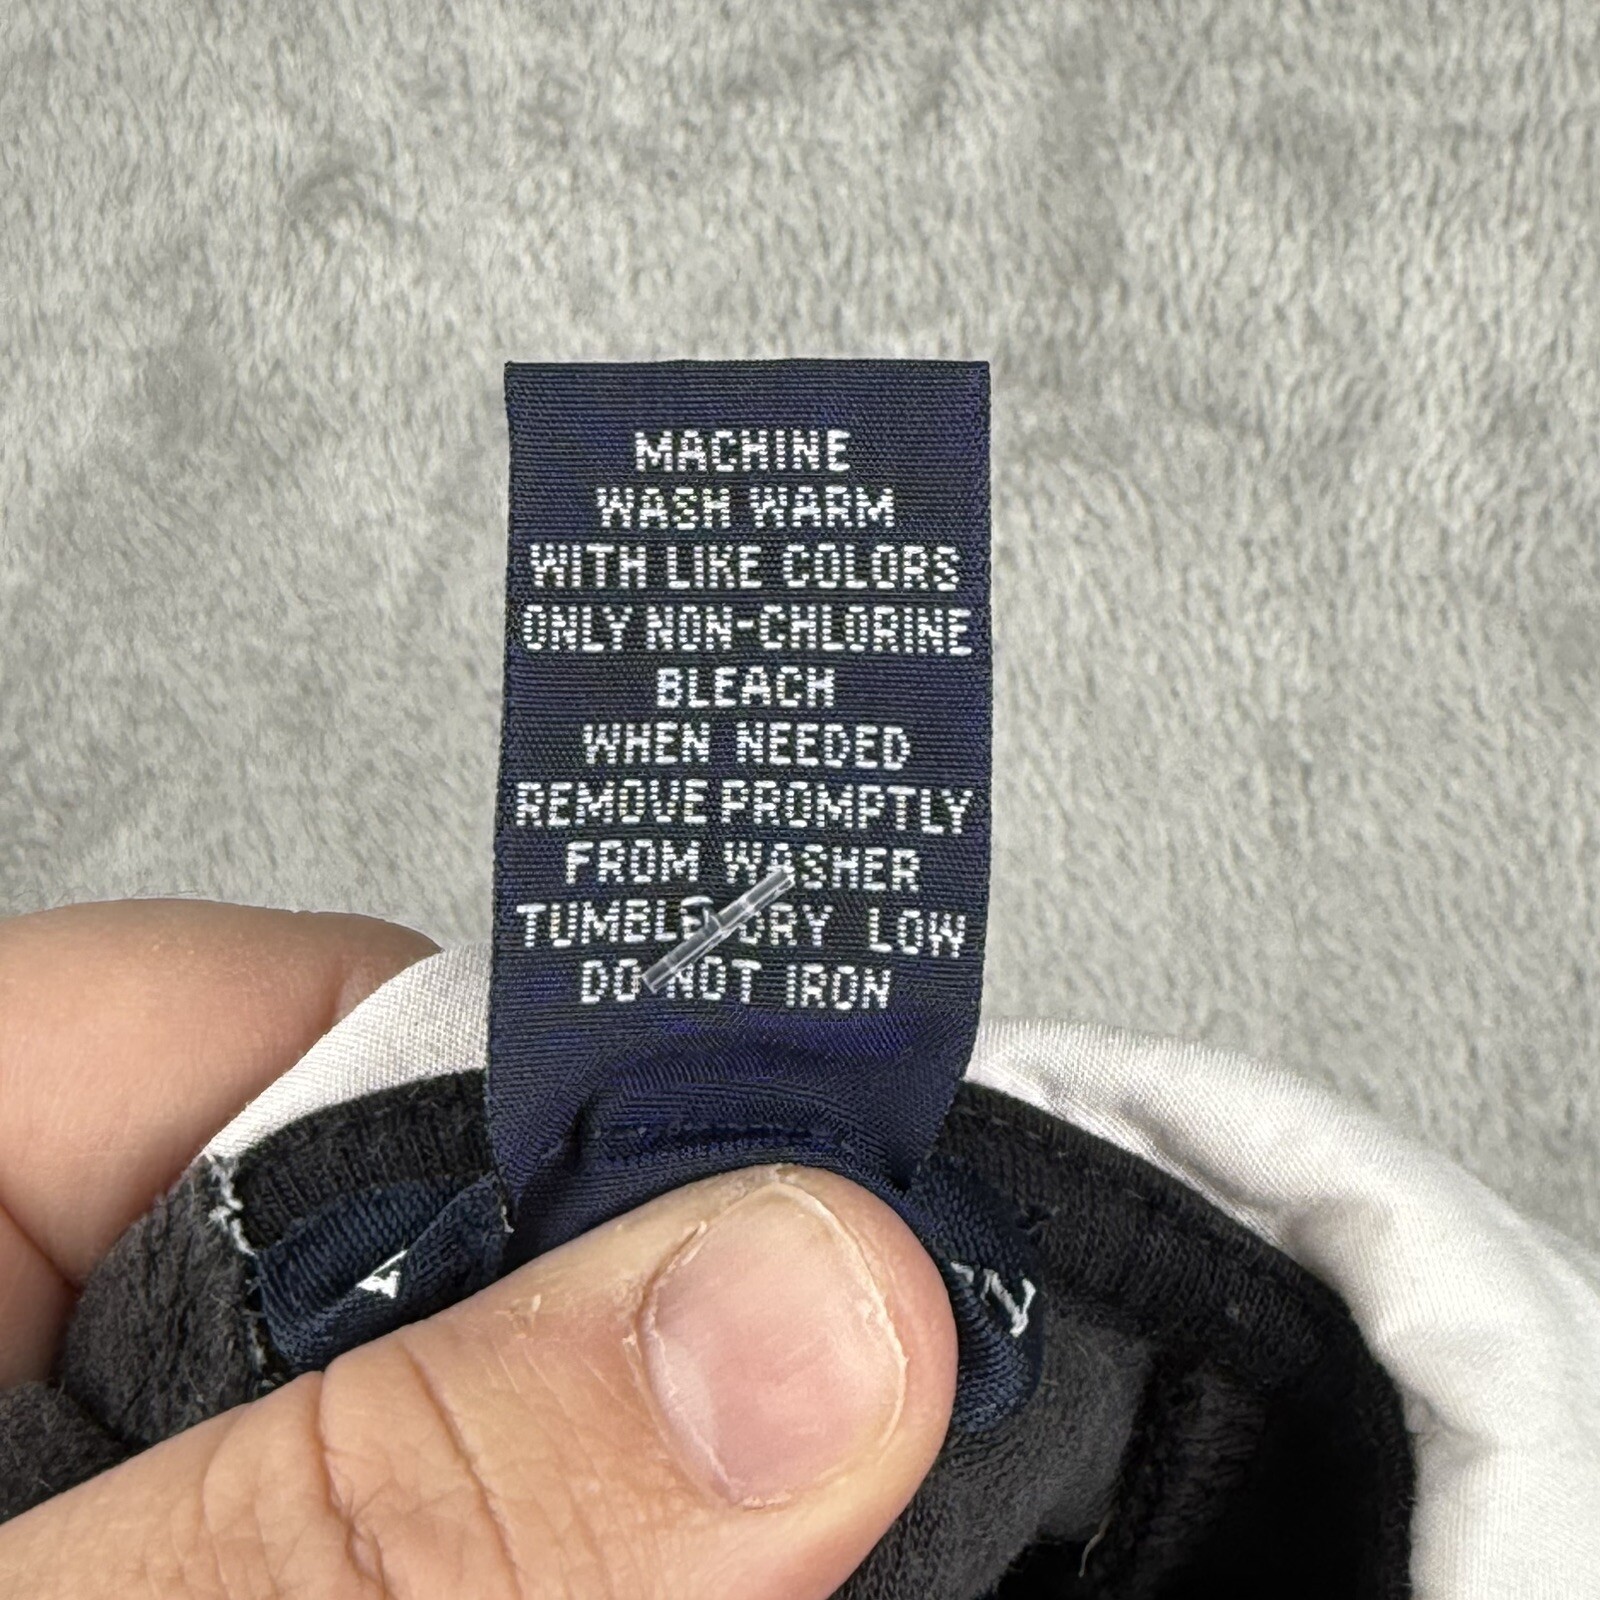 MACHINE
WASH WARM
WITH LIKE COLORS
ONLY NON-CHLORINE
BLEACH
WHEN NEEDED
REMOVE PROMPTLY
FROM WASHER
TUMBLE DRY LOW
DO NOT IRON